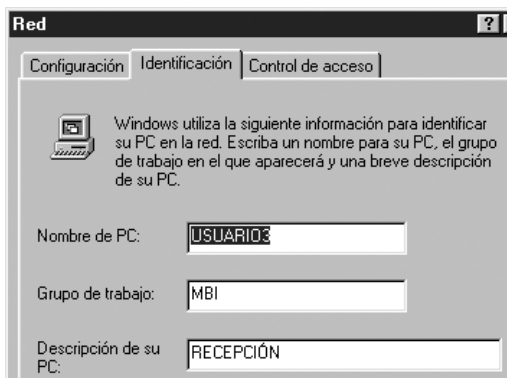 Red
?
Configuración Identificación Control de acceso
Windows utiliza la siguiente información para identificar
su PC en la red. Escriba un nombre para su PC, el grupo
de trabajo en el que aparecerá y una breve descripción
de su PC.
Nombre de PC: USUARIO3
Grupo de trabajo: MBI
Descripción de su
PC: RECEPCIÓN